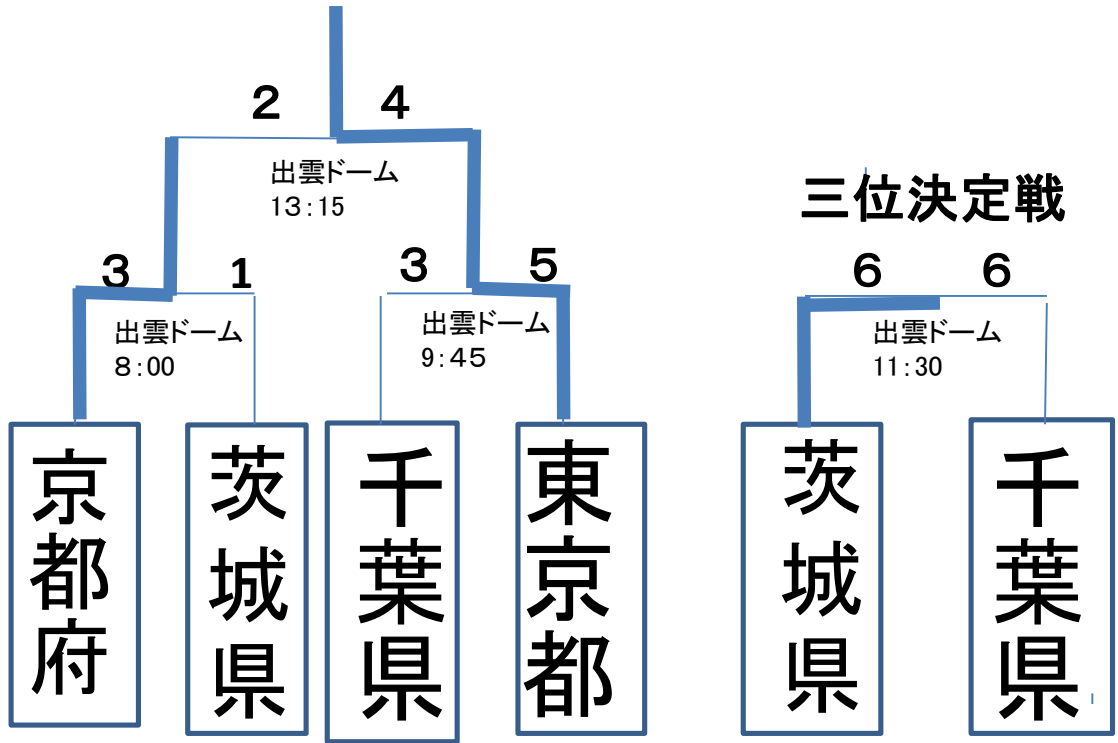 2 4
出雲ドーム
13:15
三位決定戦
3 1
3 5
6 6
出雲ドーム
8:00
出雲ドーム
9:45
出雲ドーム
11:30
京都府
茨城県
千葉県
東京都
茨城県
千葉県